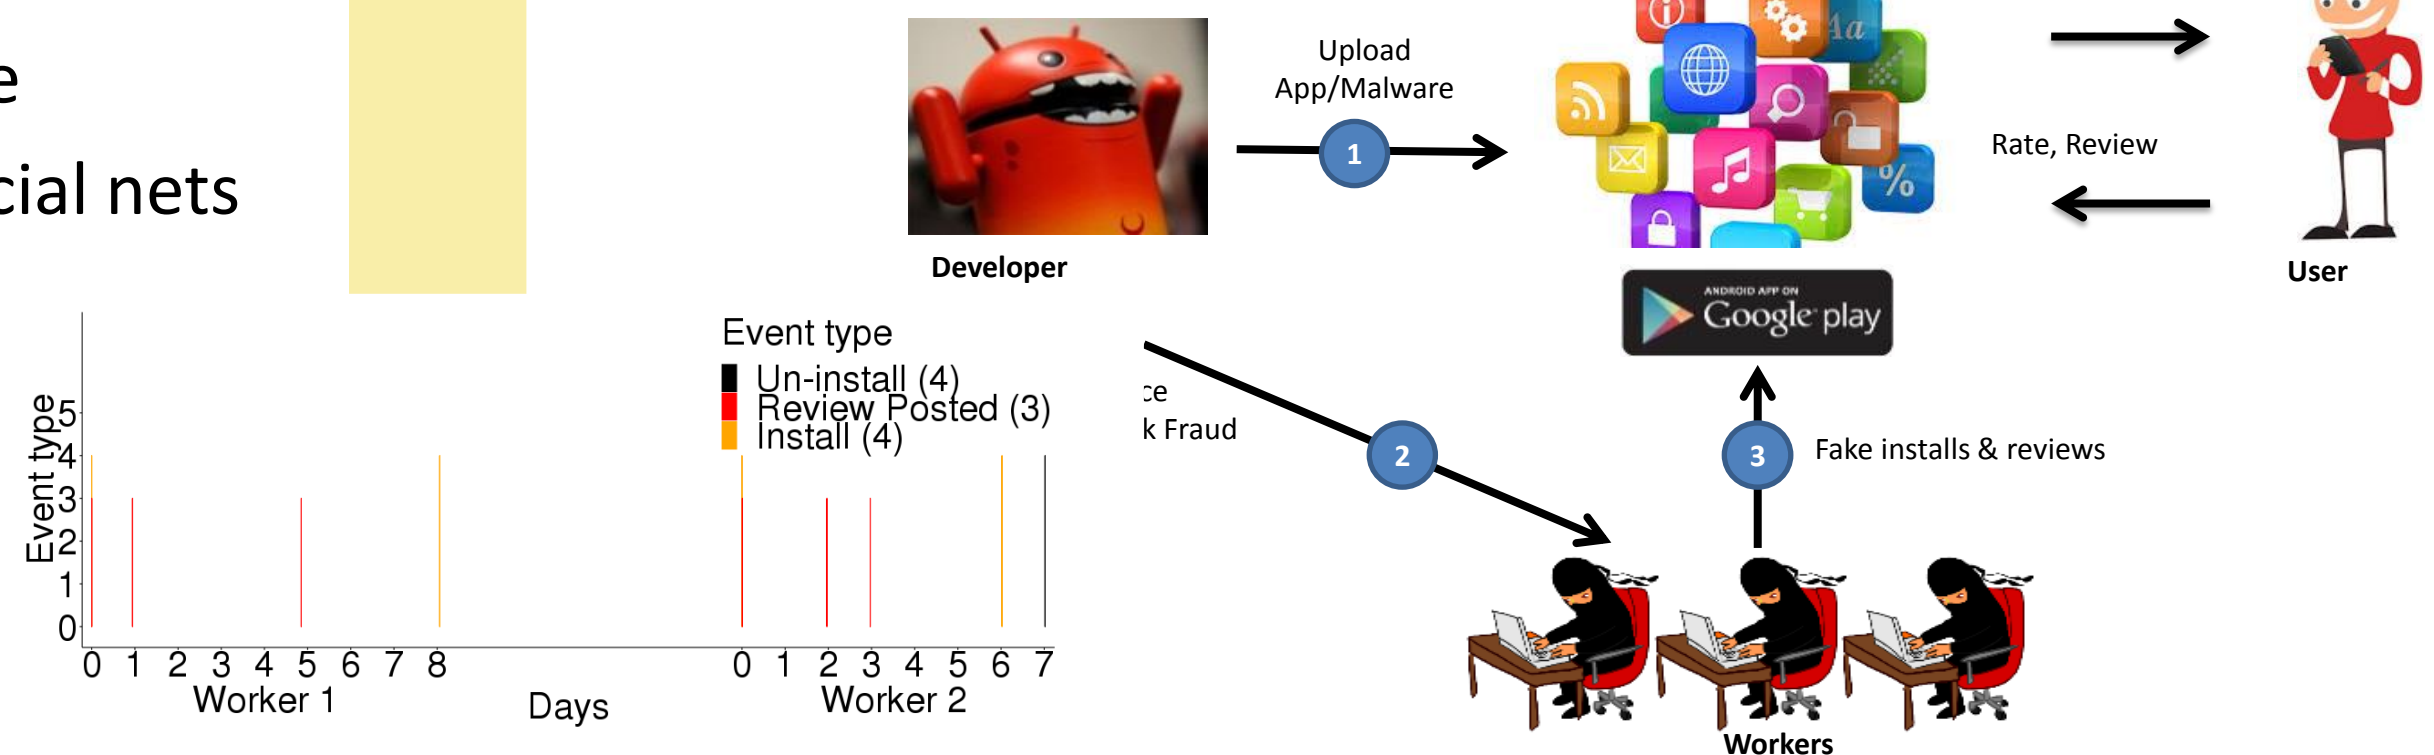 e
cial nets
Upload
App/Malware
1
Developer
Aa
%
Rate, Review
User
ANDROID APP ON
Google play
Event type
Un-install (4)
Review Posted (3)
Install (4)
Event type
5
4
3
2
1
0
0 1 2 3 4 5 6 7 8
Worker 1
Days
0 1 2 3 4 5 6 7
Worker 2
ce
k Fraud
2
3
Fake installs & reviews
Workers